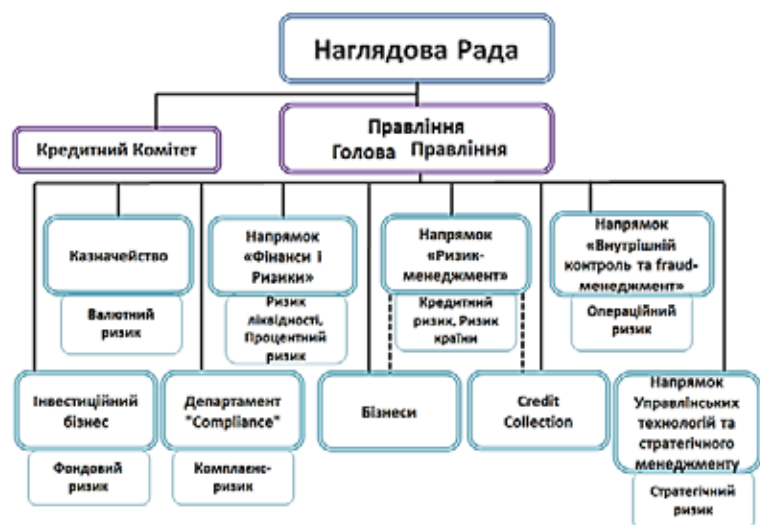 Наглядова Рада
Кредитний Комітет
Правління
Голова Правління
Казначейство
Валютний
ризик
Напрямок
«Фінанси і
Ризики»
Ризик
ліквідності,
Процентний
ризик
Напрямок
«Ризик-
менеджмент»
Кредитний
ризик, Ризик
країни
Напрямок
«Внутрішній
контроль та fraud-
менеджмент»
Операційний
ризик
Інвестиційний
бізнес
Фондовий
ризик
Департамент
"Compliance"
Комплаєнс-
ризик
Бізнеси
Credit
Collection
Напрямок
Управлінських
технологій та
стратегічного
менеджменту
Стратегічний
ризик